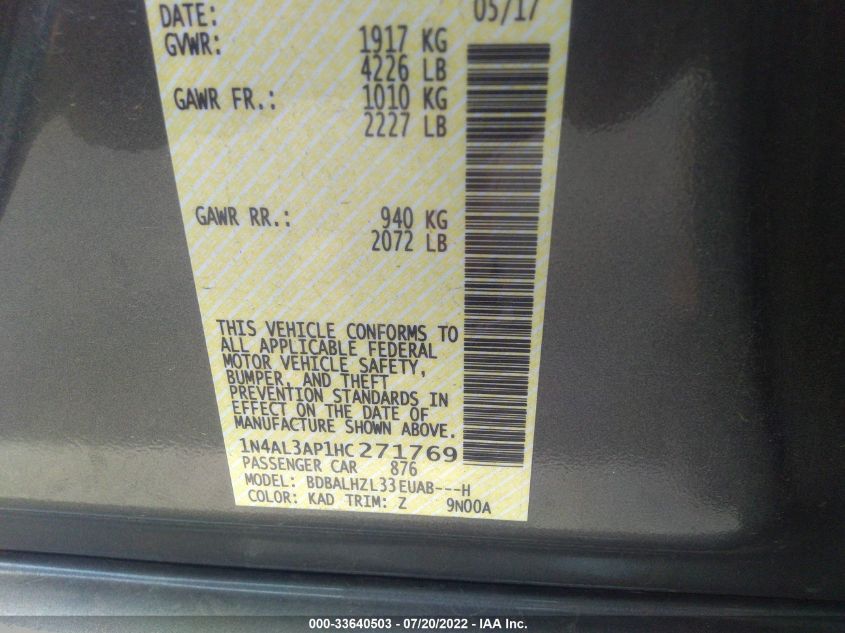 DATE: 05/17
GVWR: 1917 KG
4226 LB
GAWR FR.: 1010 KG
2227 LB
GAWR RR.: 940 KG
2072 LB
THIS VEHICLE CONFORMS TO
ALL APPLICABLE FEDERAL
MOTOR VEHICLE SAFETY,
BUMPER, AND THEFT
PREVENTION STANDARDS IN
EFFECT ON THE DATE OF
MANUFACTURE SHOWN ABOVE.
1N4AL3AP1HC271769
PASSENGER CAR 876
MODEL: BDBALHZL33EUAB---H
COLOR: KAD TRIM: Z 9N00A
000-33640503 - 07/20/2022 - IAA Inc.